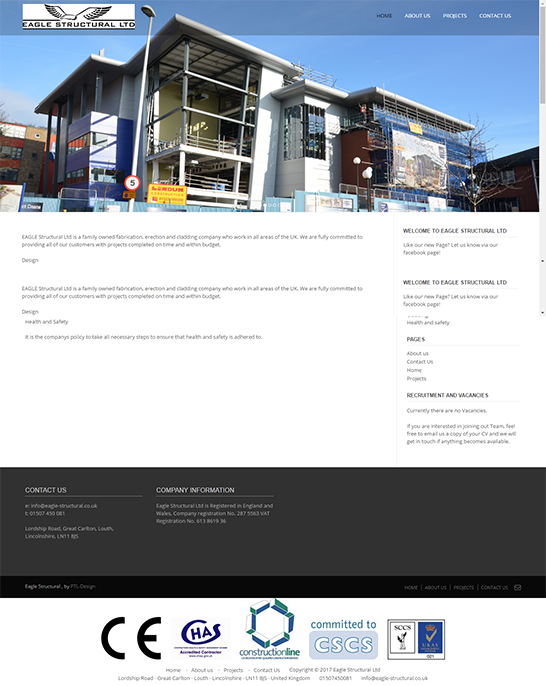 EAGLE STRUCTURAL LTD
HOME ABOUT US PROJECTS CONTACT US
5
EAGLE Structural Ltd is a family owned fabrication, erection and cladding company who work in all areas of the UK. We are fully committed to
providing all of our customers with projects completed on time and within budget.
Design
EAGLE Structural Ltd is a family owned fabrication, erection and cladding company who work in all areas of the UK. We are fully committed to
providing all of our customers with projects completed on time and within budget.
Design
Health and Safety
It is the companys policy to take all necessary steps to ensure that health and safety is adhered to.
WELCOME TO EAGLE STRUCTURAL LTD
Like our new Page? Let us know via our
facebook page!
WELCOME TO EAGLE STRUCTURAL LTD
Like our new Page? Let us know via our
facebook page!
Health and safety
PAGES
About us
Contact Us
Home
Projects
RECRUITMENT AND VACANCIES
Currently there are no Vacancies.
If you are interested in joining out Team, feel
free to email us a copy of your CV and we will
get in touch if anything becomes available.
CONTACT US
e: info@eagle-structural.co.uk
t: 01507 450 081
Lordship Road, Great Carlton, Louth,
Lincolnshire, LN11 8JS
COMPANY INFORMATION
Eagle Structural Ltd is Registered in England and
Wales, Company registration No. 287 5563 VAT
Registration No. 613 8619 36
Eagle Structural , by PTL-Design
HOME ABOUT US PROJECTS CONTACT US
CE
CHAS
Accredited Contractor
www.chas.gov.uk
constructionline
committed to
CSCS
SCCS
UKAS
021
Home - About us - Projects - Contact Us Copyright © 2017 Eagle Structural Ltd
Lordship Road - Great Carlton - Louth - Lincolnshire - LN11 8JS - United Kingdom 01507450081 info@eagle-structural.co.uk